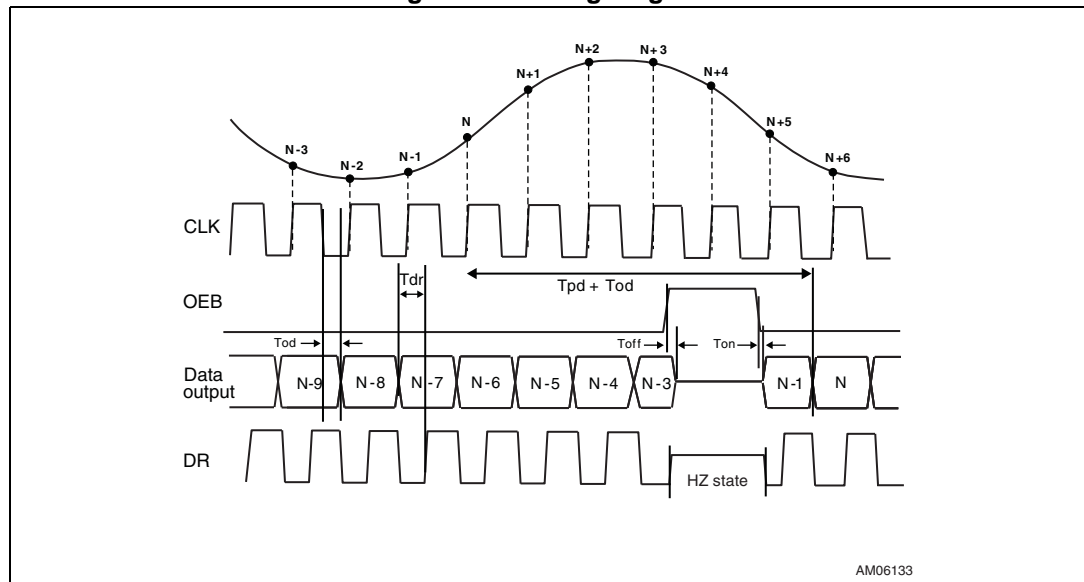 N+2
N+3
N+1
N+4
N
N+5
N-3
N-2
N-1
N+6
CLK
Tdr
Tpd + Tod
OEB
Tod
Toff
Ton
Data
output
N-9
N-8
N-7
N-6
N-5
N-4
N-3
N-1
N
DR
HZ state
AM06133